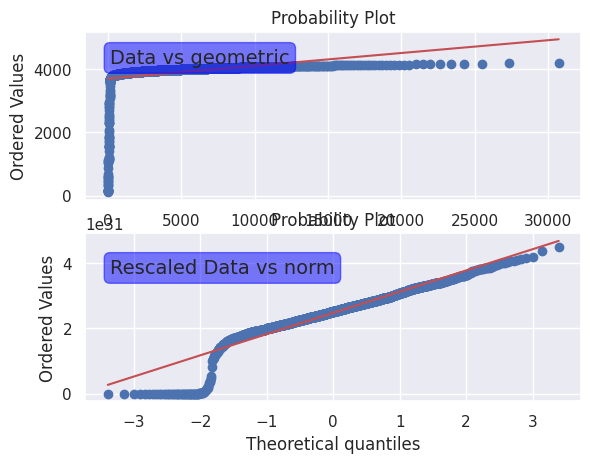 Probability Plot
Data vs geometric
Ordered Values
4000
2000
0
0 5000 10000 15000 20000 25000 30000
1e31
Probability Plot
Rescaled Data vs norm
Ordered Values
4
2
0
−3 −2 −1 0 1 2 3
Theoretical quantiles